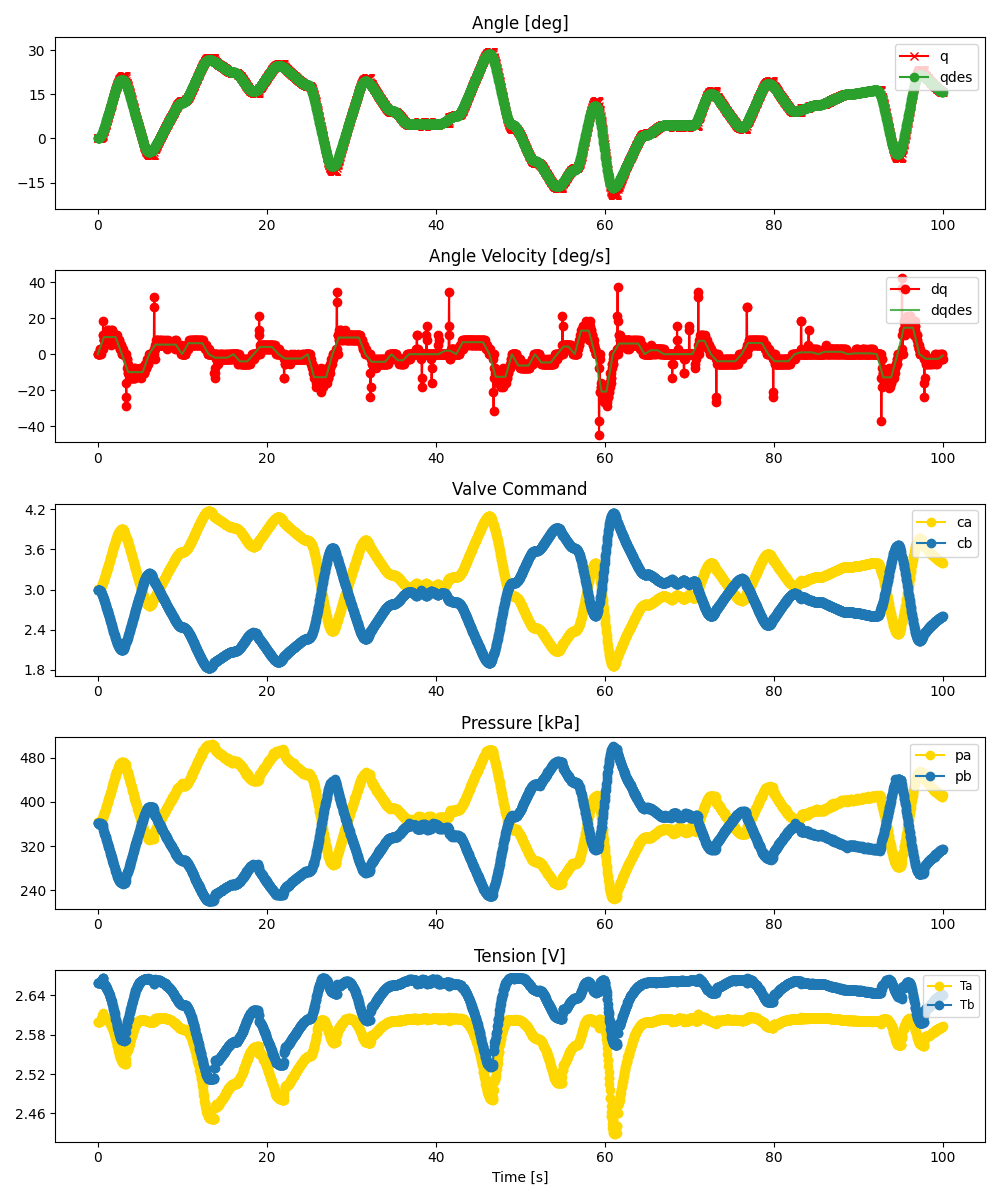 Angle [deg]
30
15
0
−15
q
qdes
0 20 40 60 80 100
Angle Velocity [deg/s]
40
20
0
−20
−40
dq
dqdes
0 20 40 60 80 100
Valve Command
4.2
3.6
3.0
2.4
1.8
ca
cb
0 20 40 60 80 100
Pressure [kPa]
480
400
320
240
pa
pb
0 20 40 60 80 100
Tension [V]
2.64
2.58
2.52
2.46
Ta
Tb
0 20 40 60 80 100
Time [s]